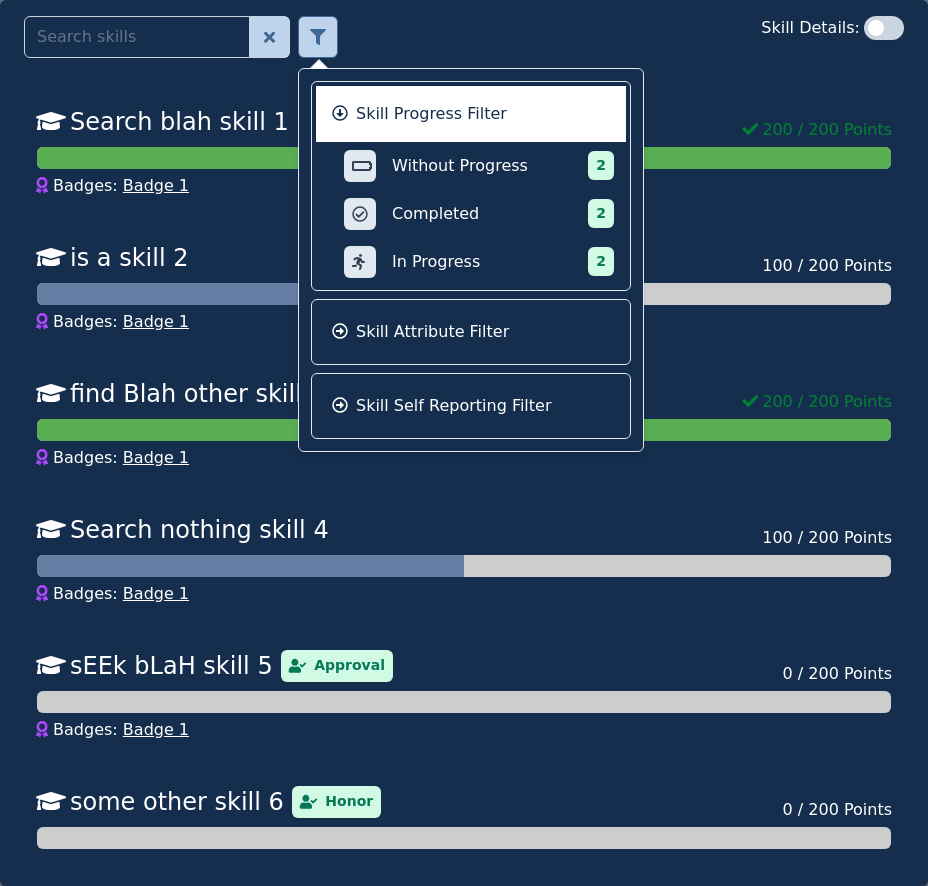 Search skills
Skill Details:
Skill Progress Filter
Without Progress 2
Completed 2
In Progress 2
Skill Attribute Filter
Skill Self Reporting Filter
Search blah skill 1
200 / 200 Points
Badges: Badge 1
is a skill 2
100 / 200 Points
Badges: Badge 1
find Blah other skill
200 / 200 Points
Badges: Badge 1
Search nothing skill 4
100 / 200 Points
Badges: Badge 1
sEEk bLaH skill 5 Approval
0 / 200 Points
Badges: Badge 1
some other skill 6 Honor
0 / 200 Points